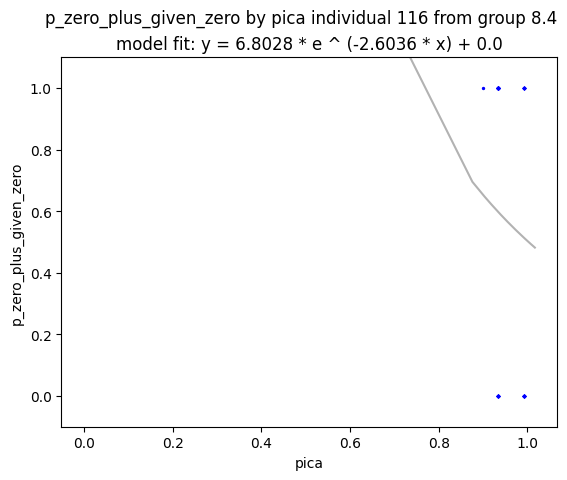 p_zero_plus_given_zero by pica individual 116 from group 8.4
model fit: y = 6.8028 * e ^ (-2.6036 * x) + 0.0
1.0
0.8
0.6
0.4
0.2
0.0
p_zero_plus_given_zero
0.0 0.2 0.4 0.6 0.8 1.0
pica